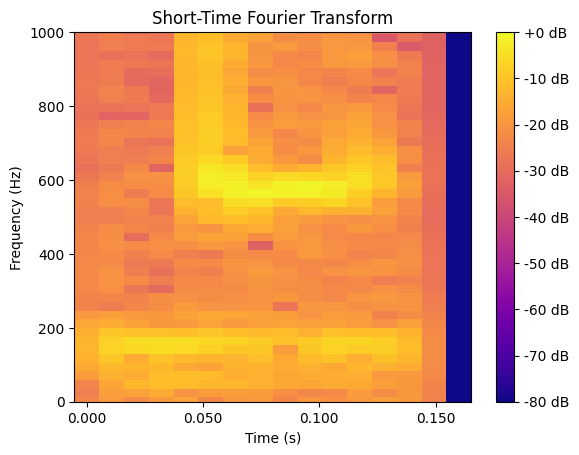 Short-Time Fourier Transform
1000
800
600
400
200
0
Frequency (Hz)
0.000
0.050
0.100
0.150
Time (s)
+0 dB
-10 dB
-20 dB
-30 dB
-40 dB
-50 dB
-60 dB
-70 dB
-80 dB